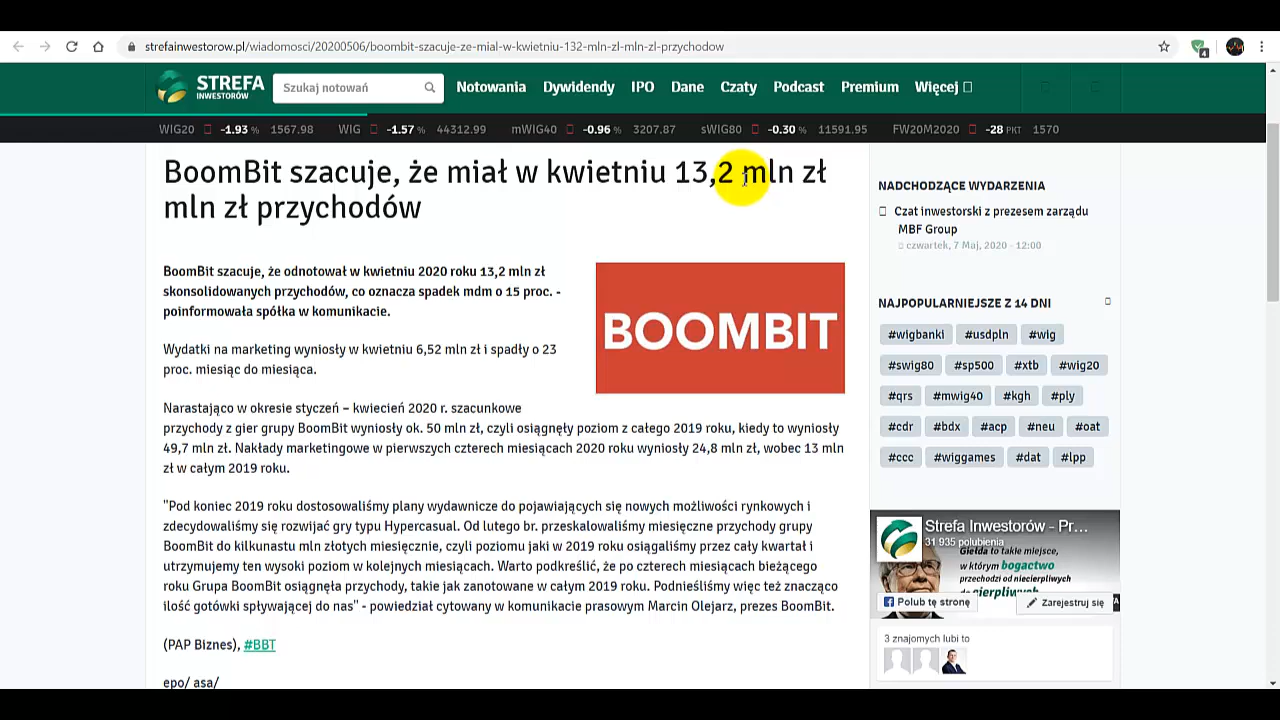 strefainwestorow.pl/wiadomosci/20200506/boombit-szacuje-ze-mial-w-kwietniu-132-mln-zl-mln-zl-przychodow
4
STREFA
INWESTORÓW
Szukaj notowań
Notowania Dywidendy IPO Dane Czaty Podcast Premium Więcej
WIG20 -1.93 % 1567.98 WIG -1.57 % 44312.99 mWIG40 -0.96 % 3207.87 sWIG80 -0.30 % 11591.95 FW20M2020 -28 PKT 1570
BoomBit szacuje, że miał w kwietniu 13,2 mln zł
mln zł przychodów
BoomBit szacuje, że odnotował w kwietniu 2020 roku 13,2 mln zł
skonsolidowanych przychodów, co oznacza spadek mdm o 15 proc. -
poinformowała spółka w komunikacie.
BOOMBIT
Wydatki na marketing wyniosły w kwietniu 6,52 mln zł i spadły o 23
proc. miesiąc do miesiąca.
Narastająco w okresie styczeń – kwiecień 2020 r. szacunkowe
przychody z gier grupy BoomBit wyniosły ok. 50 mln zł, czyli osiągnęły poziom z całego 2019 roku, kiedy to wyniosły
49,7 mln zł. Nakłady marketingowe w pierwszych czterech miesiącach 2020 roku wyniosły 24,8 mln zł, wobec 13 mln
zł w całym 2019 roku.
"Pod koniec 2019 roku dostosowaliśmy plany wydawnicze do pojawiających się nowych możliwości rynkowych i
zdecydowaliśmy się rozwijać gry typu Hypercasual. Od lutego br. przeskalowaliśmy miesięczne przychody grupy
BoomBit do kilkunastu mln złotych miesięcznie, czyli poziomu jaki w 2019 roku osiągaliśmy przez cały kwartał i
utrzymujemy ten wysoki poziom w kolejnych miesiącach. Warto podkreślić, że po czterech miesiącach bieżącego
roku Grupa BoomBit osiągnęła przychody, takie jak zanotowane w całym 2019 roku. Podnieśliśmy więc też znacząco
ilość gotówki spływającej do nas" - powiedział cytowany w komunikacie prasowym Marcin Olejarz, prezes BoomBit.
(PAP Biznes), #BBT
epo/ asa/
NADCHODZĄCE WYDARZENIA
Czat inwestorski z prezesem zarządu
MBF Group
czwartek, 7 Maj, 2020 - 12:00
NAJPOPULARNIEJSZE Z 14 DNI
#wigbanki #usdpln #wig
#swig80 #sp500 #xtb #wig20
#qrs #mwig40 #kgh #ply
#cdr #bdx #acp #neu #oat
#ccc #wiggames #dat #lpp
Strefa Inwestorów - Pr...
31 935 polubienia
Giełda to takie miejsce,
w którym bogactwo
przechodzi od niecierpliwych
do cierpliwych.
Polub tę stronę
Zarejestruj się
3 znajomych lubi to